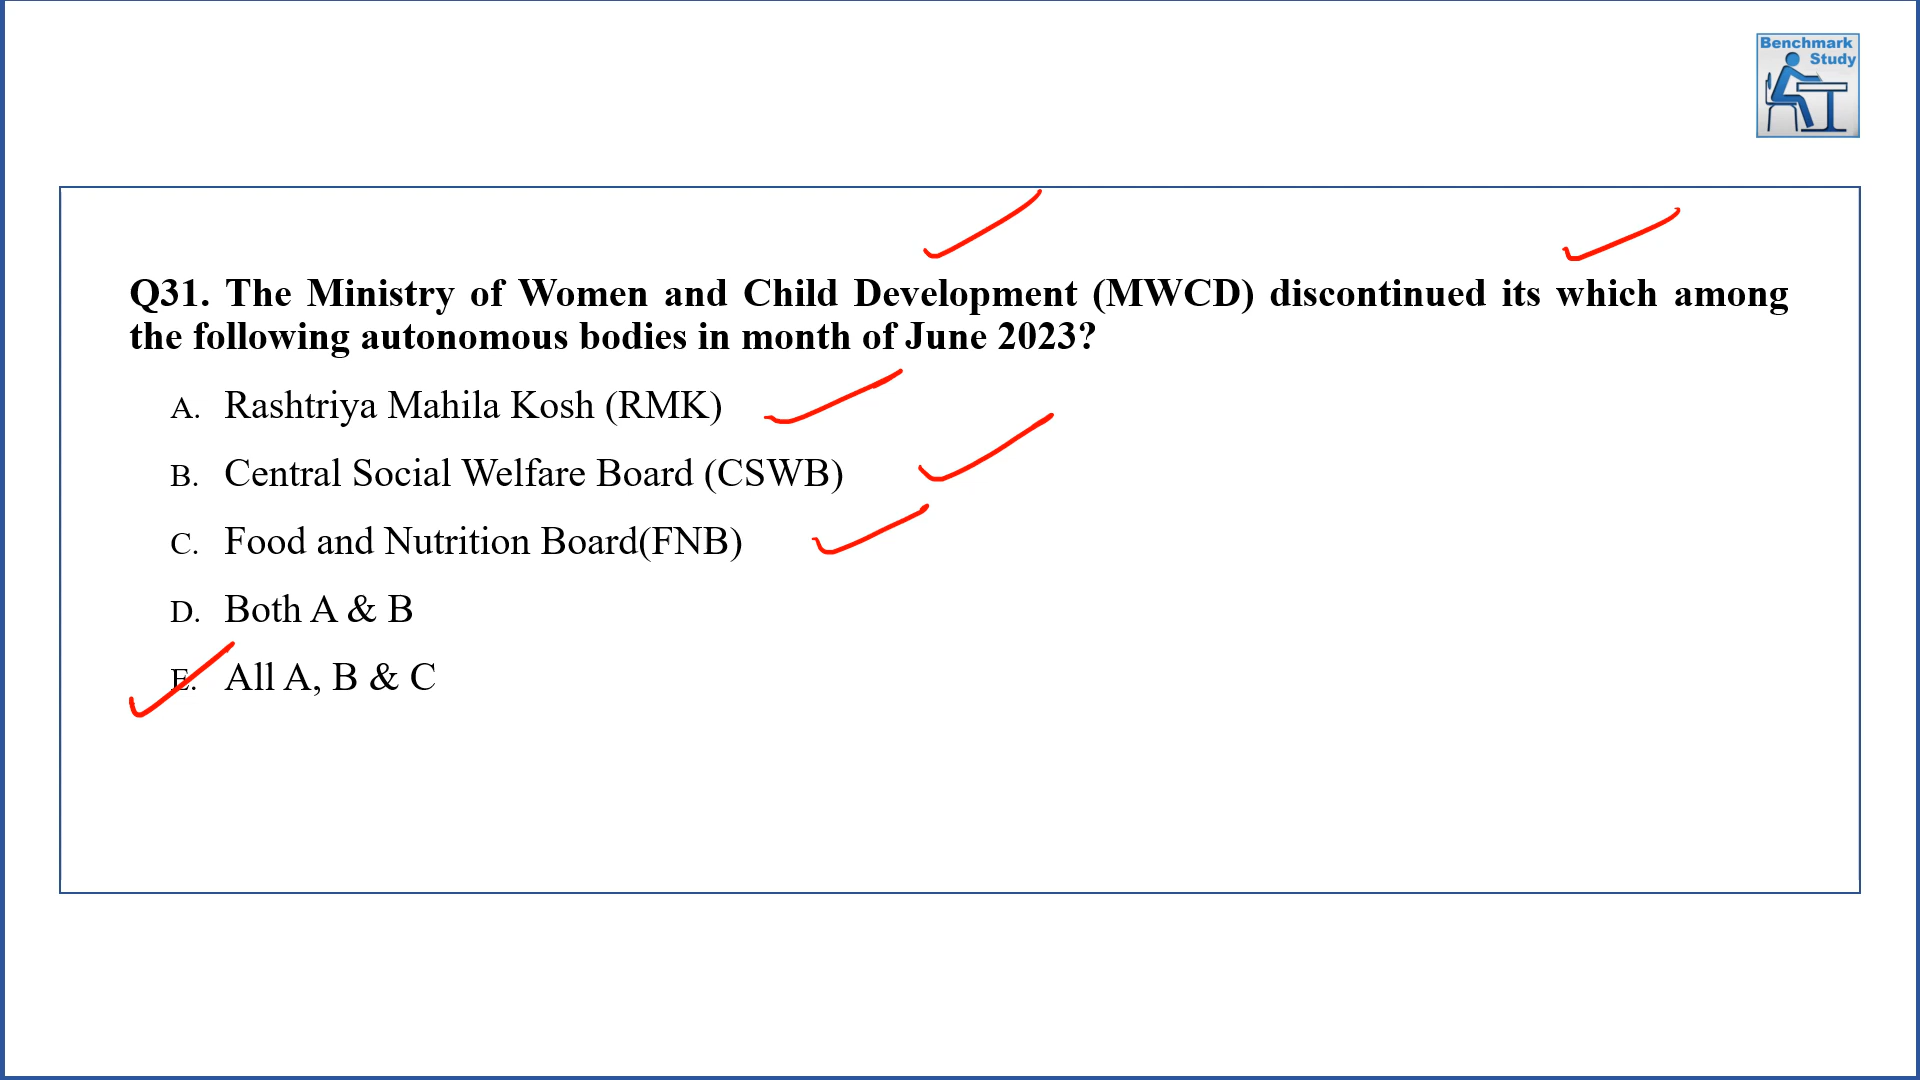 Benchmark
Study
Q31. The Ministry of Women and Child Development (MWCD) discontinued its which among
the following autonomous bodies in month of June 2023?
A. Rashtriya Mahila Kosh (RMK)
B. Central Social Welfare Board (CSWB)
C. Food and Nutrition Board(FNB)
D. Both A & B
E. All A, B & C